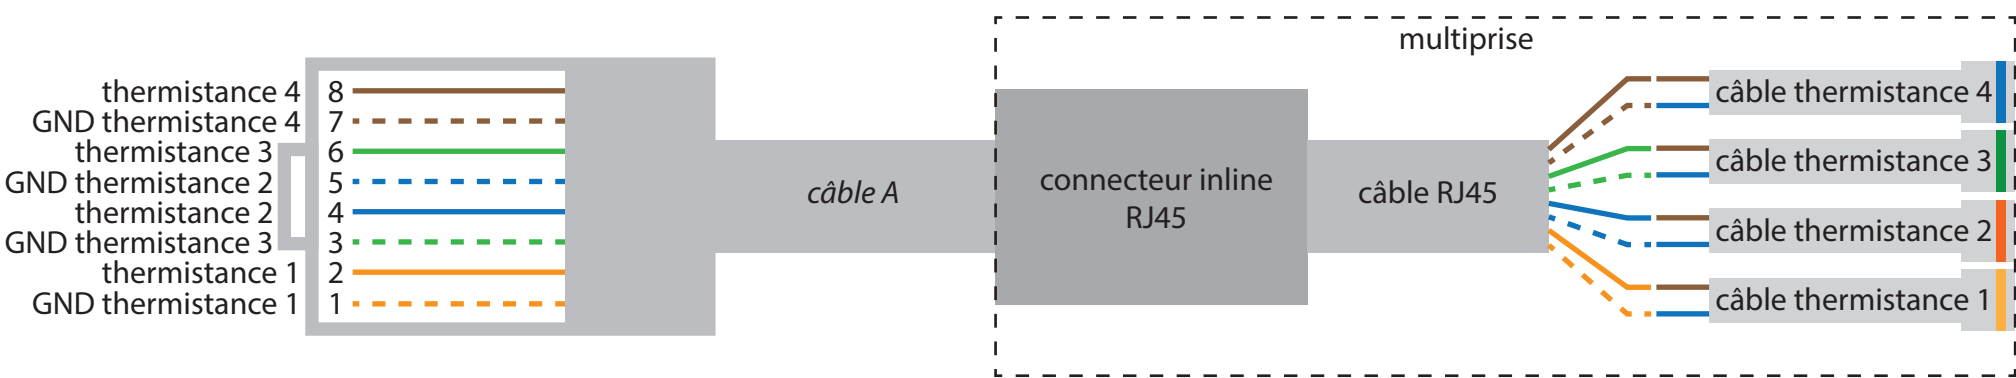 multiprise
thermistance 4 8
GND thermistance 4 7
thermistance 3 6
GND thermistance 2 5
thermistance 2 4
GND thermistance 3 3
thermistance 1 2
GND thermistance 1 1
câble A
connecteur inline
RJ45
câble RJ45
câble thermistance 4
câble thermistance 3
câble thermistance 2
câble thermistance 1